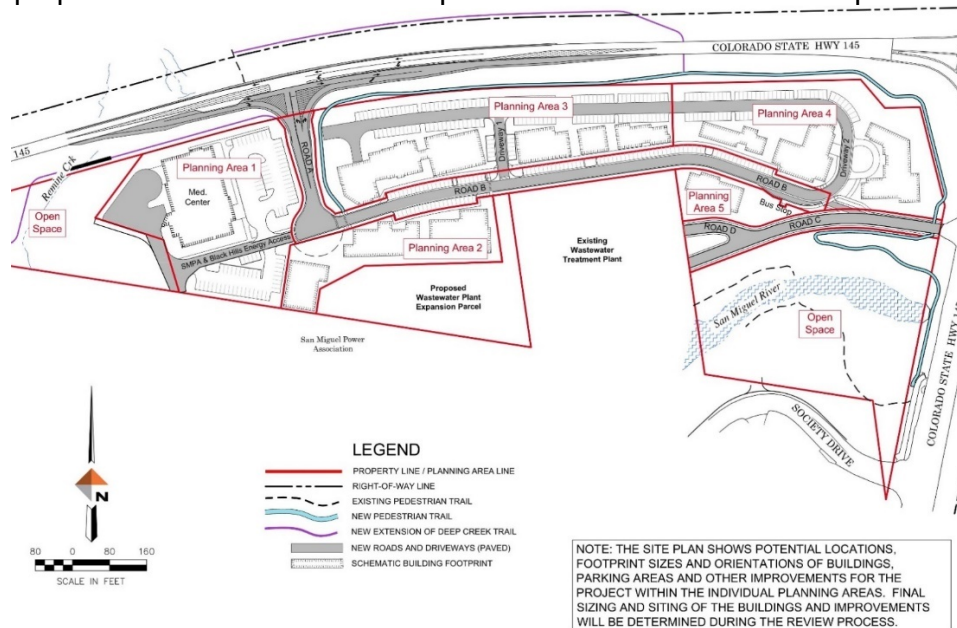 COLORADO STATE HWY 145
145
Remine Crk
Open
Space
Planning Area 1
Med.
Center
ROAD A
SMPA & Black Hills Energy Access
Planning Area 3
Driveway 1
Planning Area 4
Driveway 2
ROAD B
ROAD B
Planning Area 2
Planning
Area 5
Bus Stop
ROAD D
ROAD C
Existing
Wastewater
Treatment Plant
Proposed
Wastewater Plant
Expansion Parcel
San Miguel Power
Association
San Miguel River
Open
Space
SOCIETY DRIVE
COLORADO STATE HWY 145
N
80 0 80 160
SCALE IN FEET
LEGEND
PROPERTY LINE / PLANNING AREA LINE
RIGHT-OF-WAY LINE
EXISTING PEDESTRIAN TRAIL
NEW PEDESTRIAN TRAIL
NEW EXTENSION OF DEEP CREEK TRAIL
NEW ROADS AND DRIVEWAYS (PAVED)
SCHEMATIC BUILDING FOOTPRINT
NOTE: THE SITE PLAN SHOWS POTENTIAL LOCATIONS,
FOOTPRINT SIZES AND ORIENTATIONS OF BUILDINGS,
PARKING AREAS AND OTHER IMPROVEMENTS FOR THE
PROJECT WITHIN THE INDIVIDUAL PLANNING AREAS. FINAL
SIZING AND SITING OF THE BUILDINGS AND IMPROVEMENTS
WILL BE DETERMINED DURING THE REVIEW PROCESS.